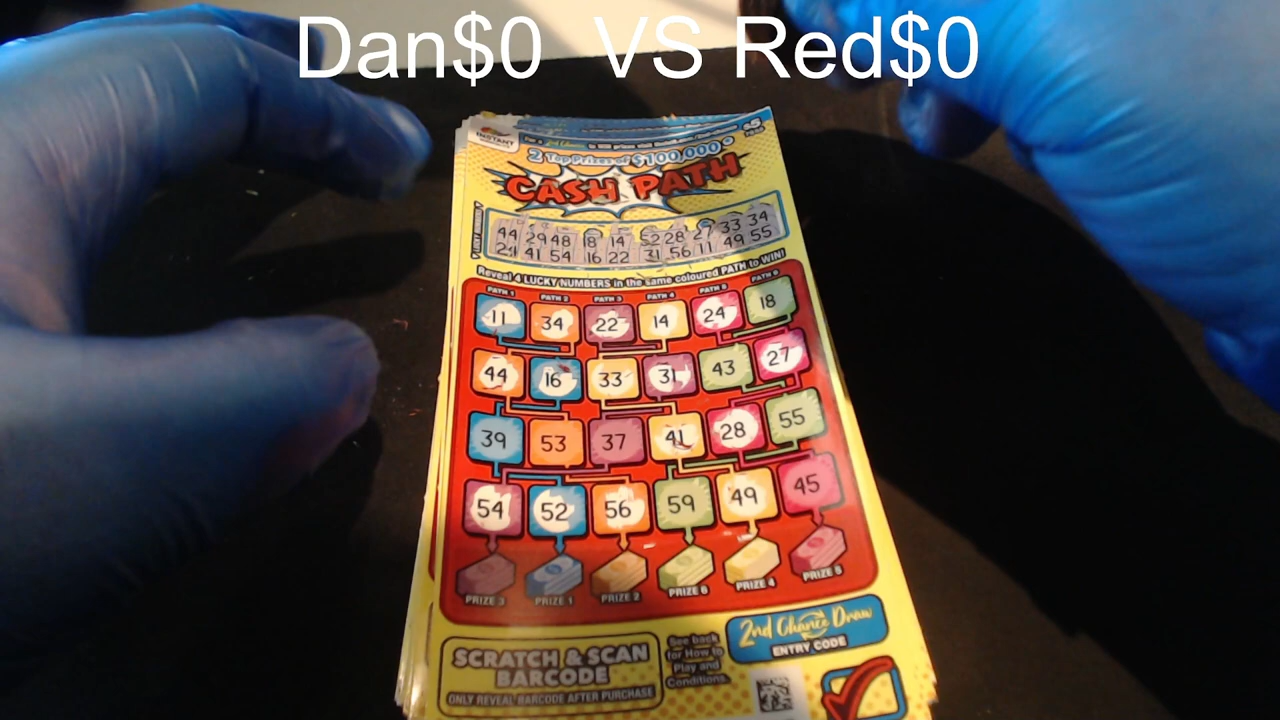 Dan$0 VS Red$0
INSTANT
2 Top Prizes of $100,000
$5
CASH PATH
LUCKY NUMBERS
44 29 48 18 14 52 28 27 33 34
24 41 54 16 22 31 56 11 49 55
Reveal 4 LUCKY NUMBERS in the same coloured PATH to WIN!
PATH 1 PATH 2 PATH 3 PATH 4 PATH 5 PATH 6
11 34 22 14 24 18
44 16 33 31 43 27
39 53 37 41 28 55
54 52 56 59 49 45
PRIZE 3 PRIZE 1 PRIZE 2 PRIZE 6 PRIZE 4 PRIZE 5
SCRATCH & SCAN
BARCODE
ONLY REVEAL BARCODE AFTER PURCHASE
See back
for How to
Play and
Conditions.
2nd Chance Draw
ENTRY CODE